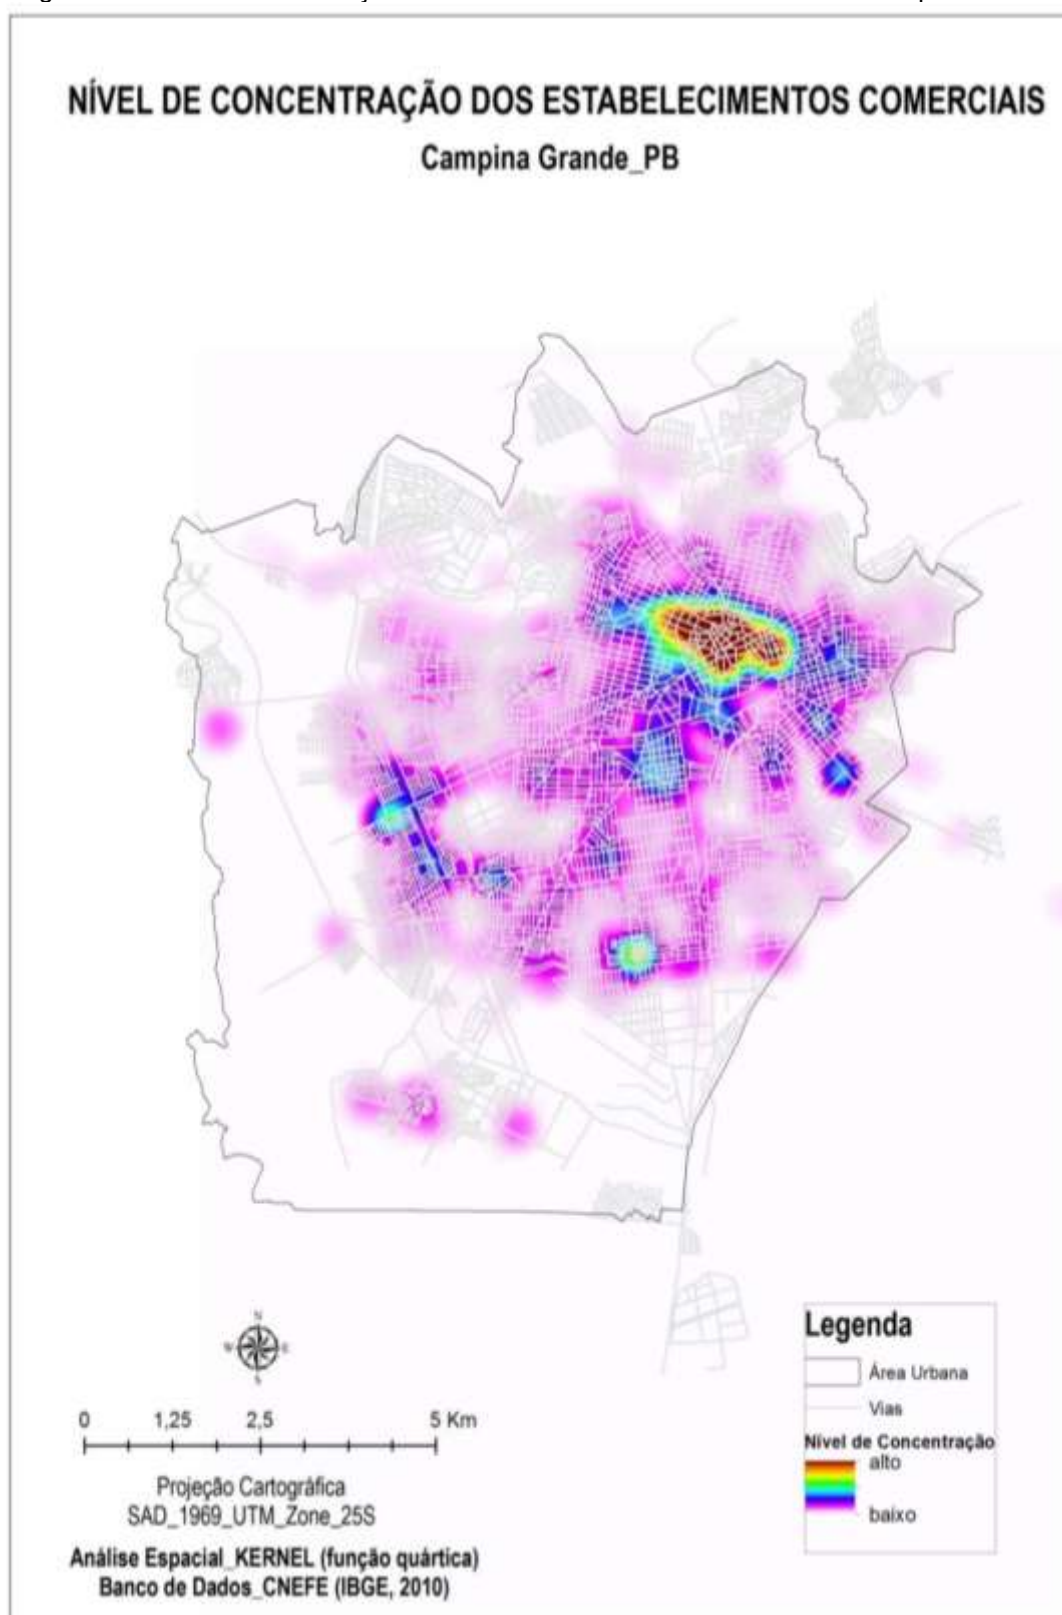 NÍVEL DE CONCENTRAÇÃO DOS ESTABELECIMENTOS COMERCIAIS
Campina Grande_PB
N
W
E
S
0 1,25 2,5 5 Km
Projeção Cartográfica
SAD_1969_UTM_Zone_25S
Análise Espacial_KERNEL (função quártica)
Banco de Dados_CNEFE (IBGE, 2010)
Legenda
Área Urbana
Vias
Nível de Concentração
alto
baixo